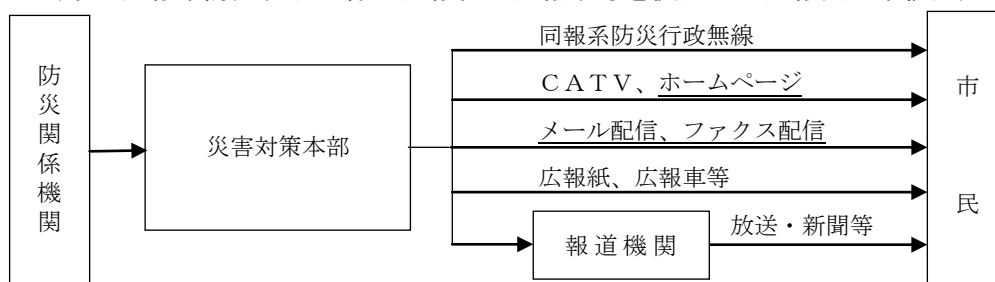 防災関係機関
災害対策本部
同報系防災行政無線
ＣＡＴＶ、ホームページ
メール配信、ファクス配信
広報紙、広報車等
報道機関
放送・新聞等
市民